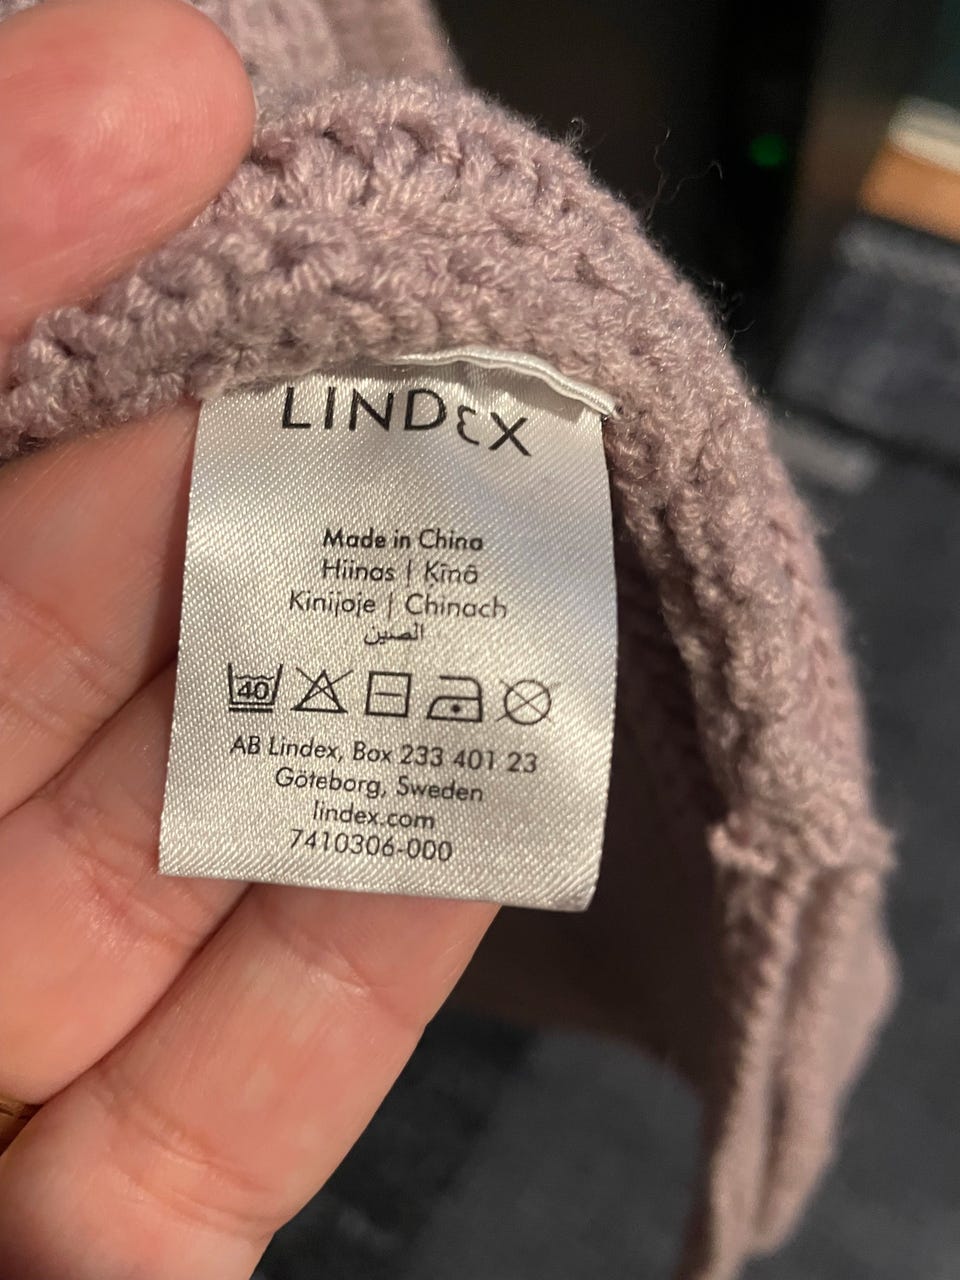 LINDEX
Made in China
Hiinas | Ķīnā
Kinijoje | Chinach
الصين
40
AB Lindex, Box 233 401 23
Göteborg, Sweden
lindex.com
7410306-000